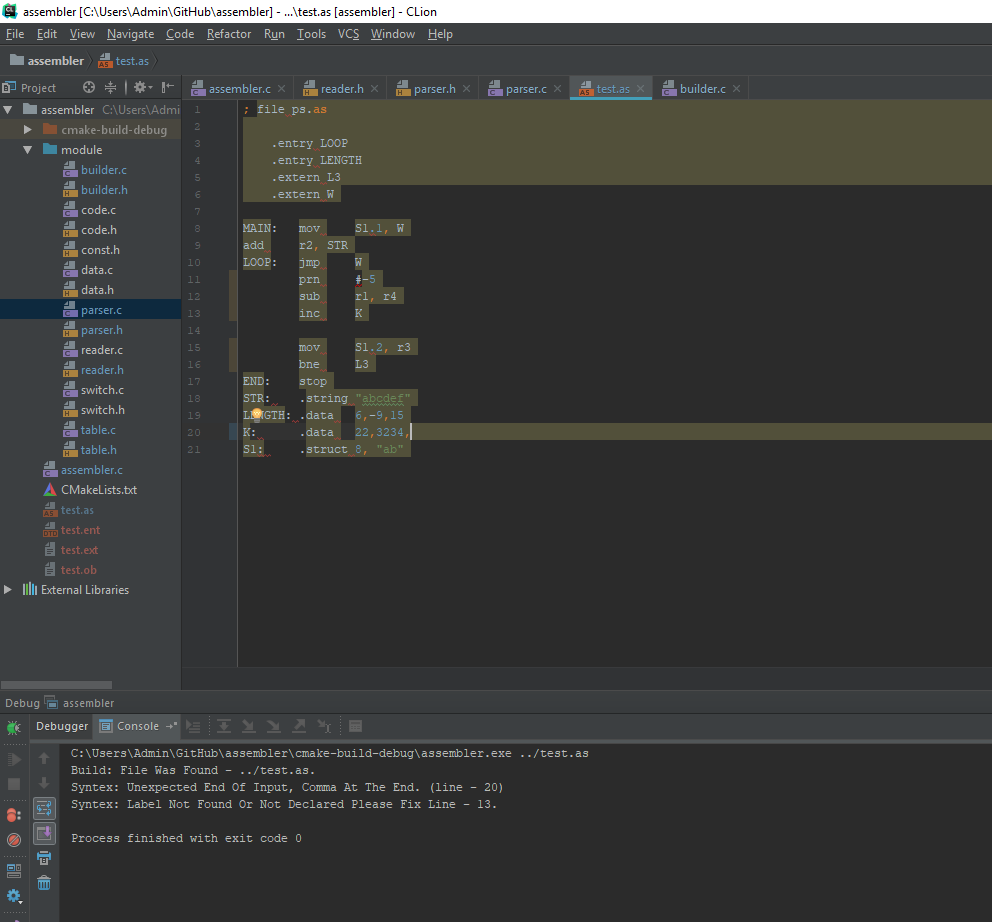 assembler [C:\Users\Admin\GitHub\assembler] - ...\test.as [assembler] - CLion
File Edit View Navigate Code Refactor Run Tools VCS Window Help
assembler test.as
Project
assembler.c reader.h parser.h parser.c test.as builder.c
assembler C:\Users\Admi
cmake-build-debug
module
builder.c
builder.h
code.c
code.h
const.h
data.c
data.h
parser.c
parser.h
reader.c
reader.h
switch.c
switch.h
table.c
table.h
assembler.c
CMakeLists.txt
test.as
test.ent
test.ext
test.ob
External Libraries
1 ; file ps.as
2
3 .entry LOOP
4 .entry LENGTH
5 .extern L3
6 .extern W
7
8 MAIN: mov S1.1, W
9 add r2, STR
10 LOOP: jmp W
11 prn #-5
12 sub r1, r4
13 inc K
14
15 mov S1.2, r3
16 bne L3
17 END: stop
18 STR: .string "abcdef"
19 LENGTH: .data 6,-9,15
20 K: .data 22,3234,
21 S1: .struct 8, "ab"
Debug assembler
Debugger Console
C:\Users\Admin\GitHub\assembler\cmake-build-debug\assembler.exe ../test.as
Build: File Was Found - ../test.as.
Syntex: Unexpected End Of Input, Comma At The End. (line - 20)
Syntex: Label Not Found Or Not Declared Please Fix Line - 13.
Process finished with exit code 0